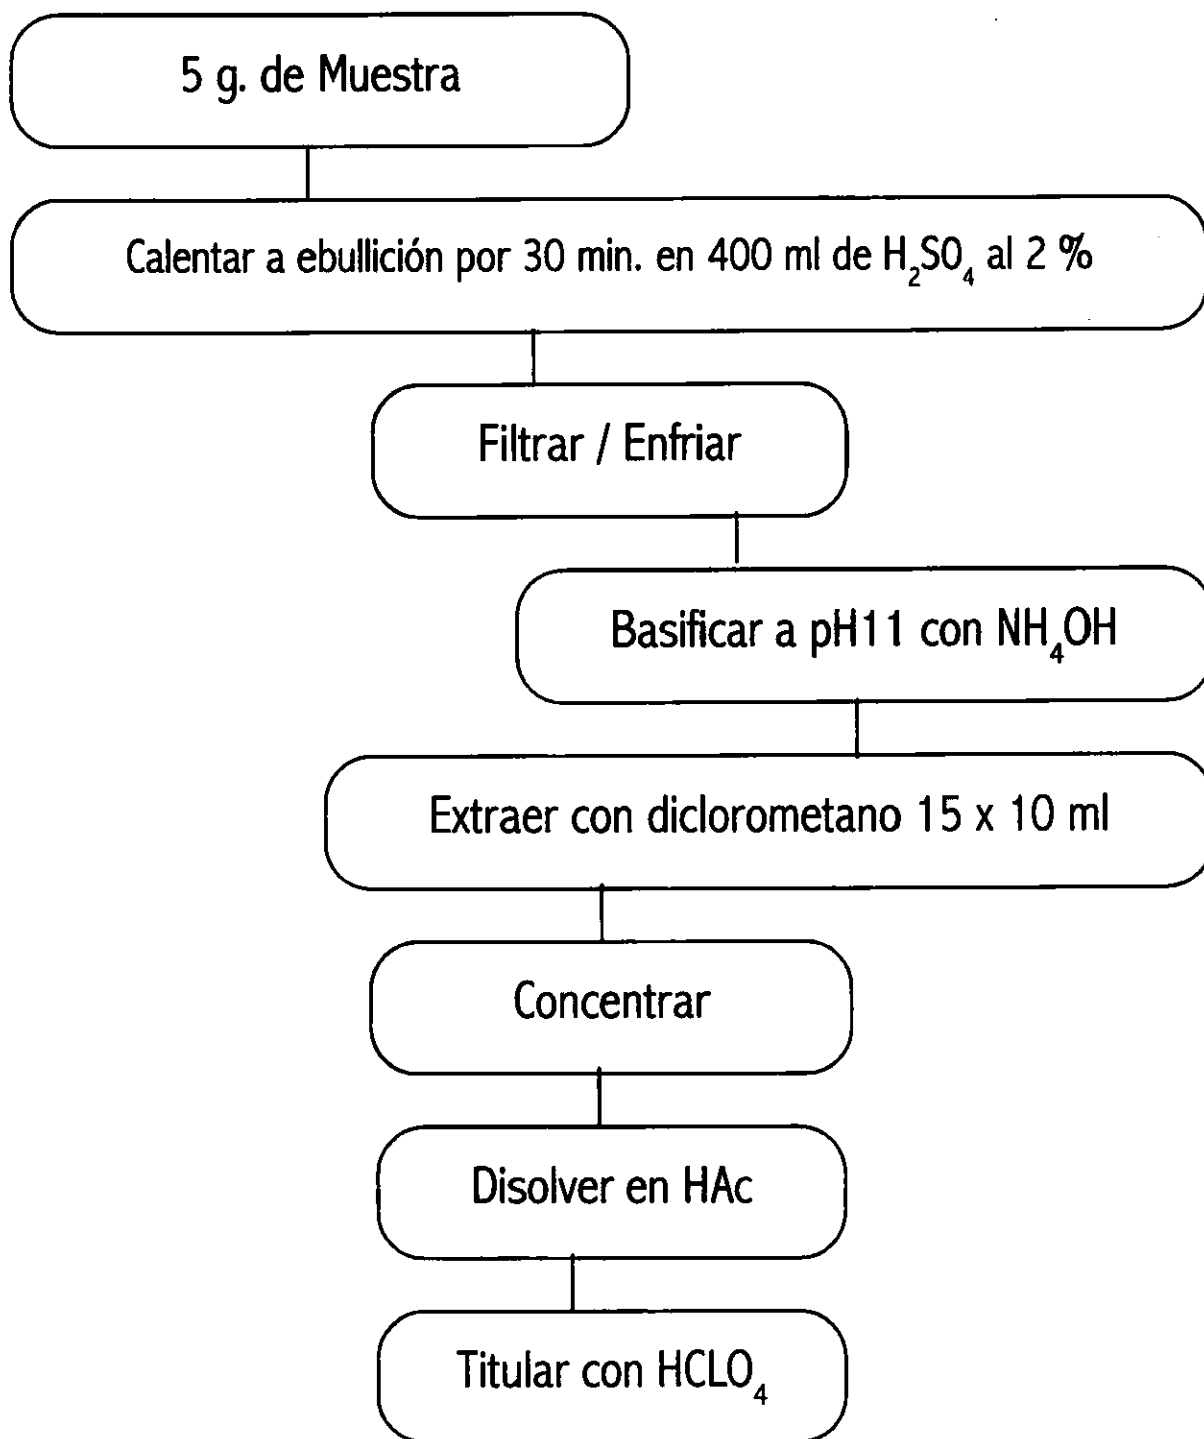 5 g. de Muestra
Calentar a ebullición por 30 min. en 400 ml de H₂SO₄ al 2 %
Filtrar / Enfriar
Basificar a pH11 con NH₄OH
Extraer con diclorometano 15 x 10 ml
Concentrar
Disolver en HAc
Titular con HCLO₄